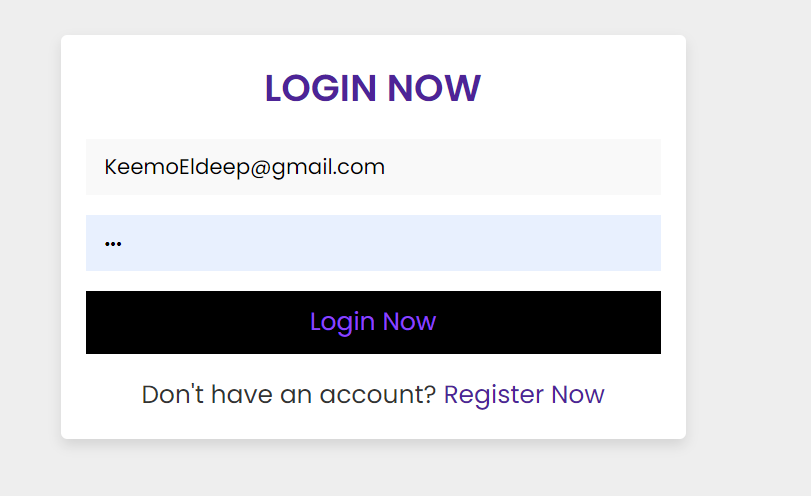 LOGIN NOW
KeemoEldeep@gmail.com
•••
Login Now
Don't have an account? Register Now